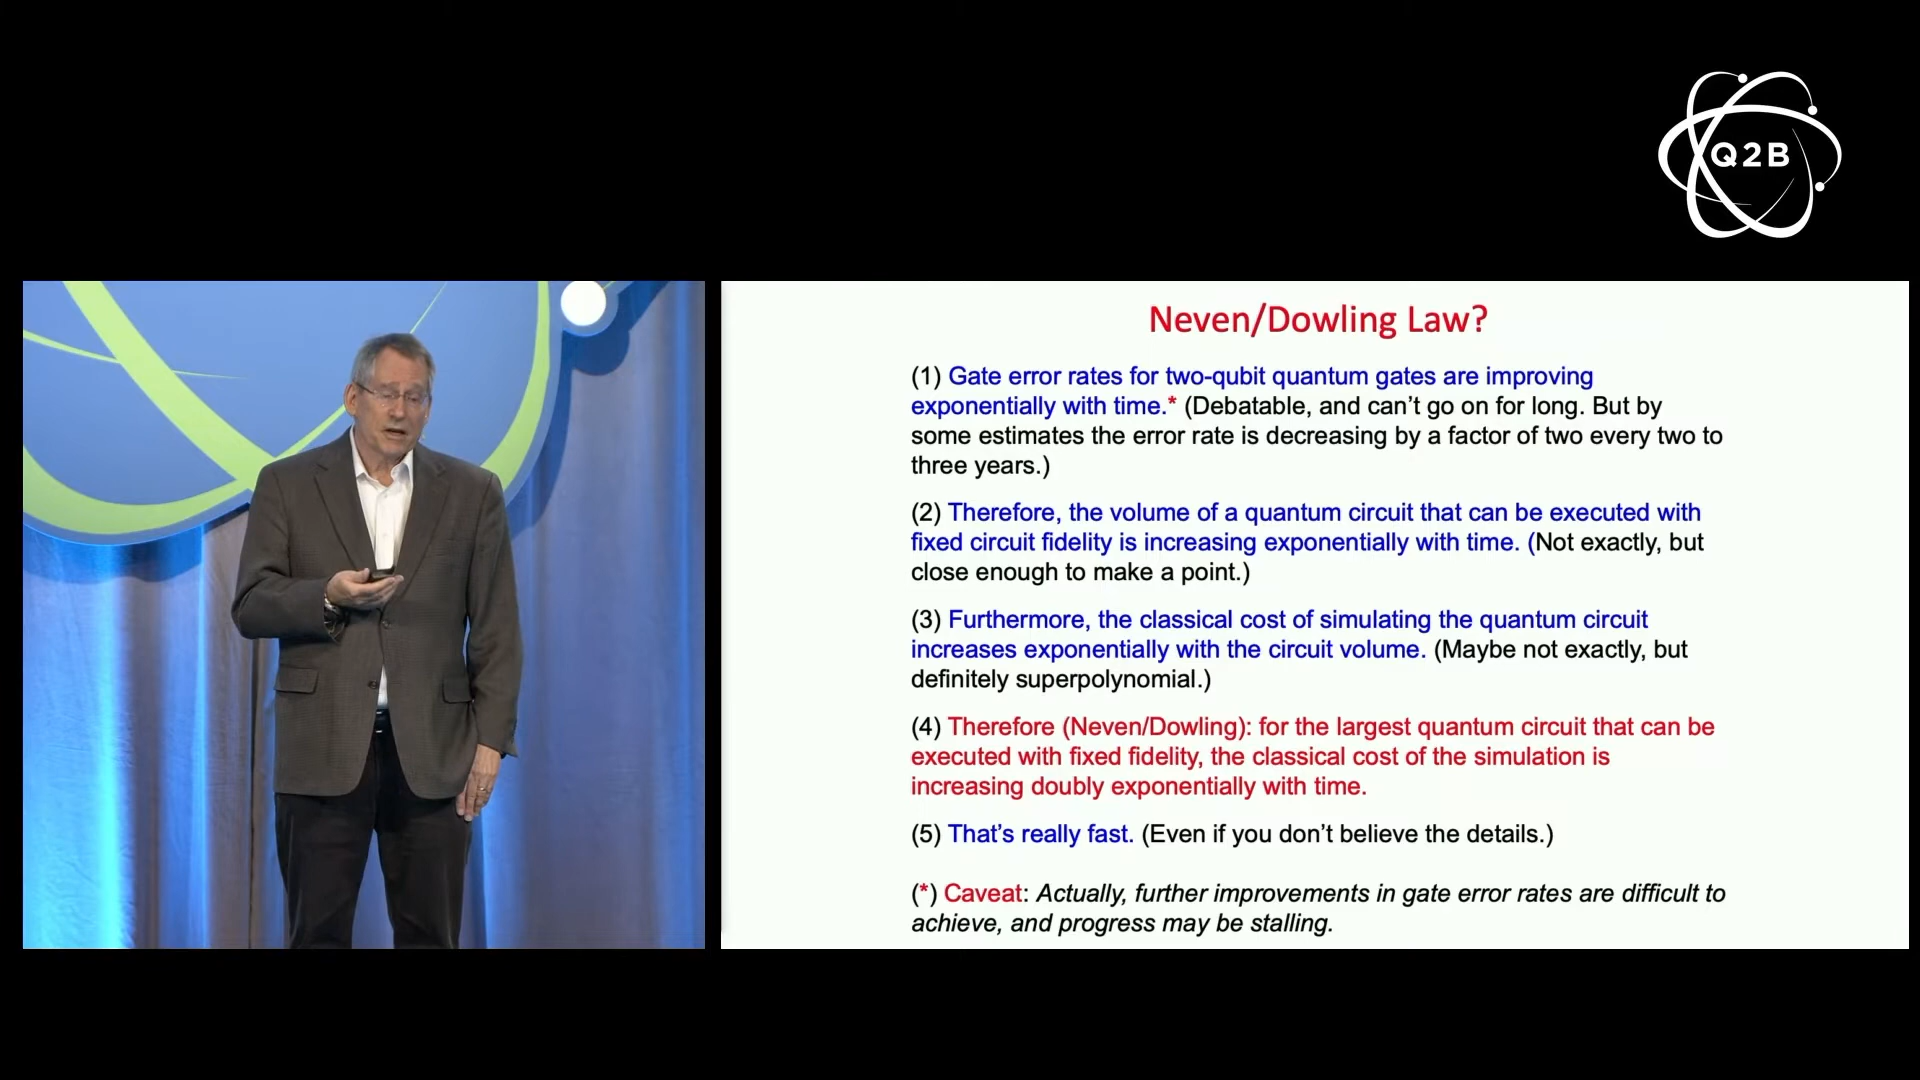 Q2B
Neven/Dowling Law?
(1) Gate error rates for two-qubit quantum gates are improving
exponentially with time.* (Debatable, and can’t go on for long. But by
some estimates the error rate is decreasing by a factor of two every two to
three years.)
(2) Therefore, the volume of a quantum circuit that can be executed with
fixed circuit fidelity is increasing exponentially with time. (Not exactly, but
close enough to make a point.)
(3) Furthermore, the classical cost of simulating the quantum circuit
increases exponentially with the circuit volume. (Maybe not exactly, but
definitely superpolynomial.)
(4) Therefore (Neven/Dowling): for the largest quantum circuit that can be
executed with fixed fidelity, the classical cost of the simulation is
increasing doubly exponentially with time.
(5) That’s really fast. (Even if you don’t believe the details.)
(*) Caveat: Actually, further improvements in gate error rates are difficult to
achieve, and progress may be stalling.